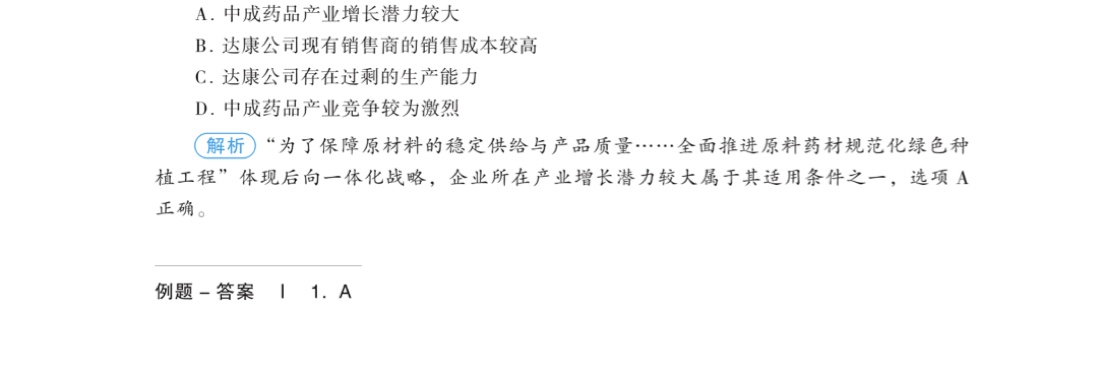 A. 中成药品产业增长潜力较大
B. 达康公司现有销售商的销售成本较高
C. 达康公司存在过剩的生产能力
D. 中成药品产业竞争较为激烈
解析 “为了保障原材料的稳定供给与产品质量……全面推进原料药材规范化绿色种
植工程”体现后向一体化战略，企业所在产业增长潜力较大属于其适用条件之一，选项 A
正确。
例题 – 答案 | 1. A